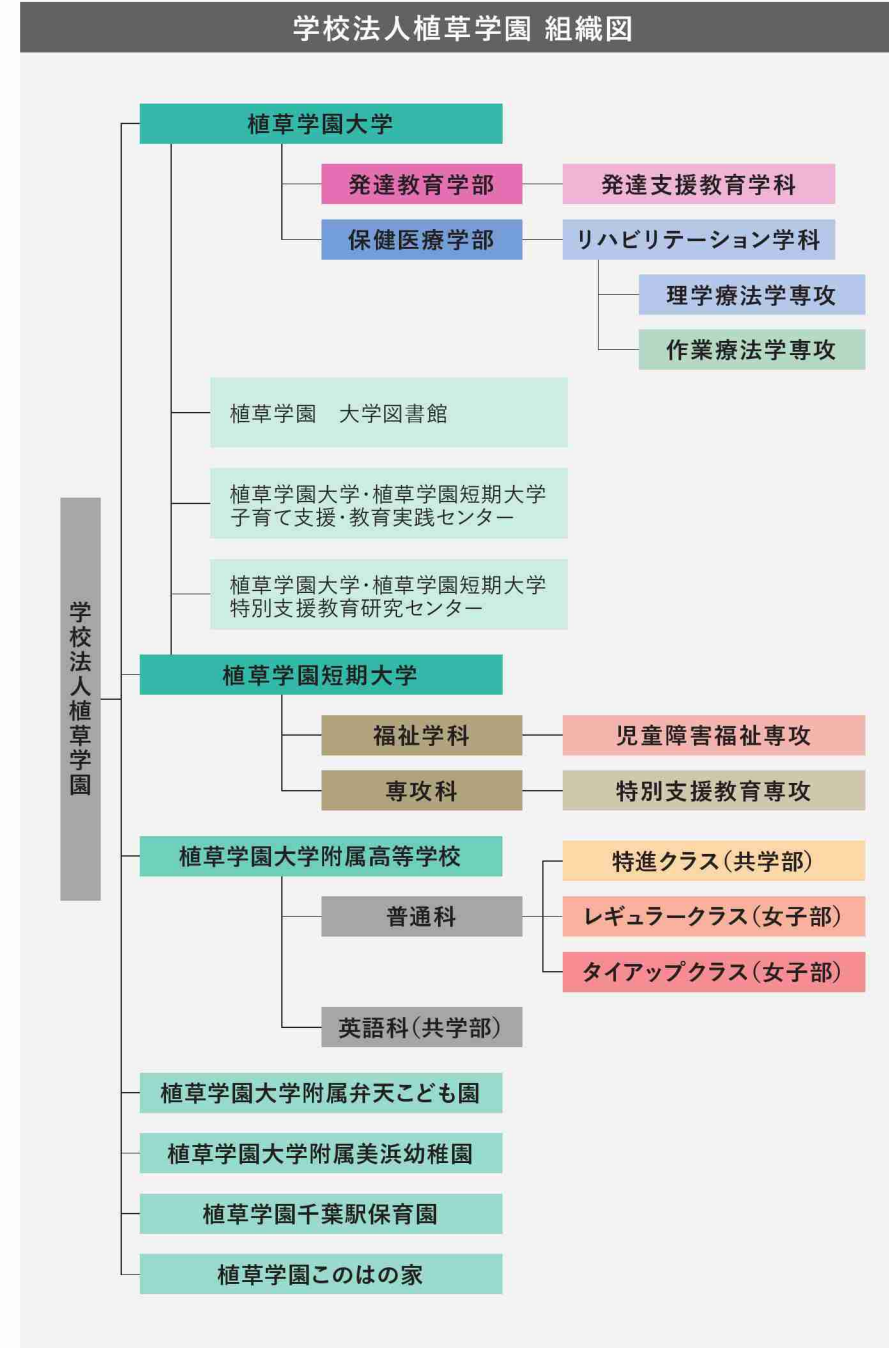 学校法人植草学園 組織図
学校法人植草学園
植草学園大学
発達教育学部
発達支援教育学科
保健医療学部
リハビリテーション学科
理学療法学専攻
作業療法学専攻
植草学園　大学図書館
植草学園大学・植草学園短期大学
子育て支援・教育実践センター
植草学園大学・植草学園短期大学
特別支援教育研究センター
植草学園短期大学
福祉学科
児童障害福祉専攻
専攻科
特別支援教育専攻
植草学園大学附属高等学校
普通科
特進クラス（共学部）
レギュラークラス（女子部）
タイアップクラス（女子部）
英語科（共学部）
植草学園大学附属弁天こども園
植草学園大学附属美浜幼稚園
植草学園千葉駅保育園
植草学園このはの家